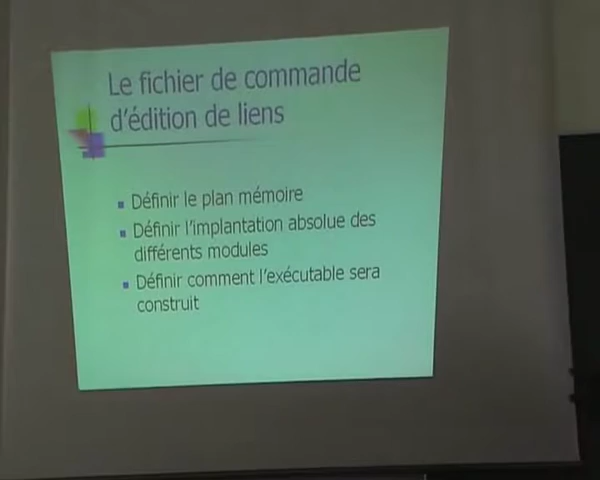 Le fichier de commande
d'édition de liens
Définir le plan mémoire
Définir l'implantation absolue des
différents modules
Définir comment l'exécutable sera
construit